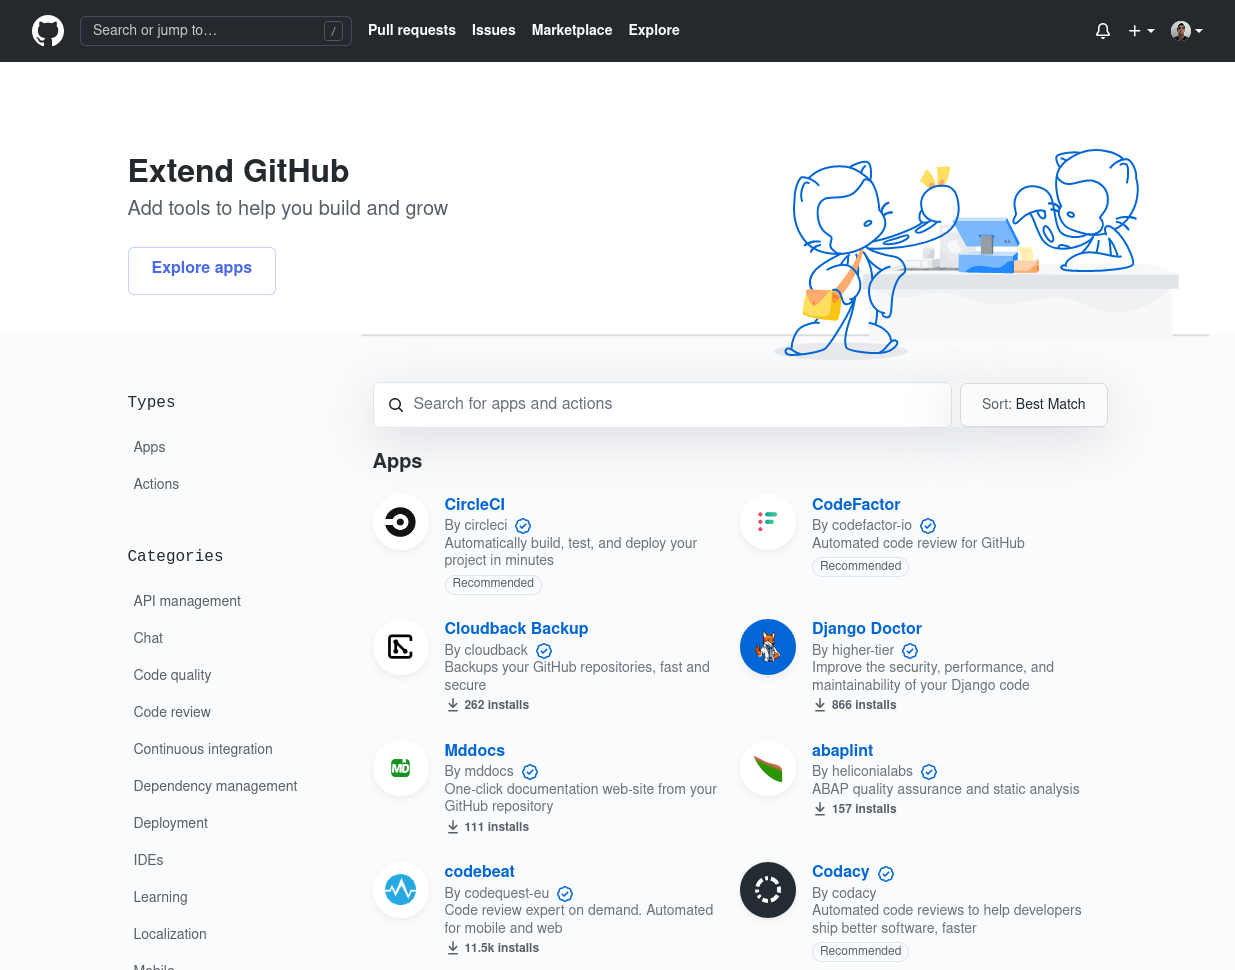 Search or jump to…
/
Pull requests
Issues
Marketplace
Explore
Extend GitHub
Add tools to help you build and grow
Explore apps
Types
Apps
Actions
Categories
API management
Chat
Code quality
Code review
Continuous integration
Dependency management
Deployment
IDEs
Learning
Localization
Mobile
Search for apps and actions
Sort: Best Match
Apps
CircleCI
By circleci
Automatically build, test, and deploy your
project in minutes
Recommended
CodeFactor
By codefactor-io
Automated code review for GitHub
Recommended
Cloudback Backup
By cloudback
Backups your GitHub repositories, fast and
secure
262 installs
Django Doctor
By higher-tier
Improve the security, performance, and
maintainability of your Django code
866 installs
MD
Mddocs
By mddocs
One-click documentation web-site from your
GitHub repository
111 installs
abaplint
By heliconialabs
ABAP quality assurance and static analysis
157 installs
codebeat
By codequest-eu
Code review expert on demand. Automated
for mobile and web
11.5k installs
Codacy
By codacy
Automated code reviews to help developers
ship better software, faster
Recommended